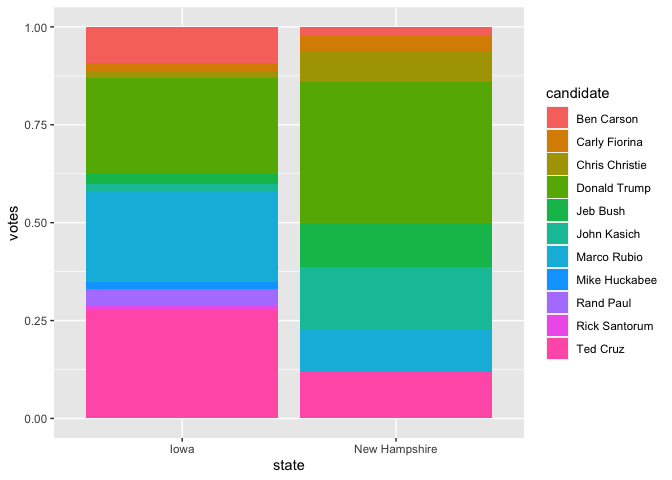 1.00
0.75
0.50
0.25
0.00
votes
Iowa
New Hampshire
state
candidate
Ben Carson
Carly Fiorina
Chris Christie
Donald Trump
Jeb Bush
John Kasich
Marco Rubio
Mike Huckabee
Rand Paul
Rick Santorum
Ted Cruz